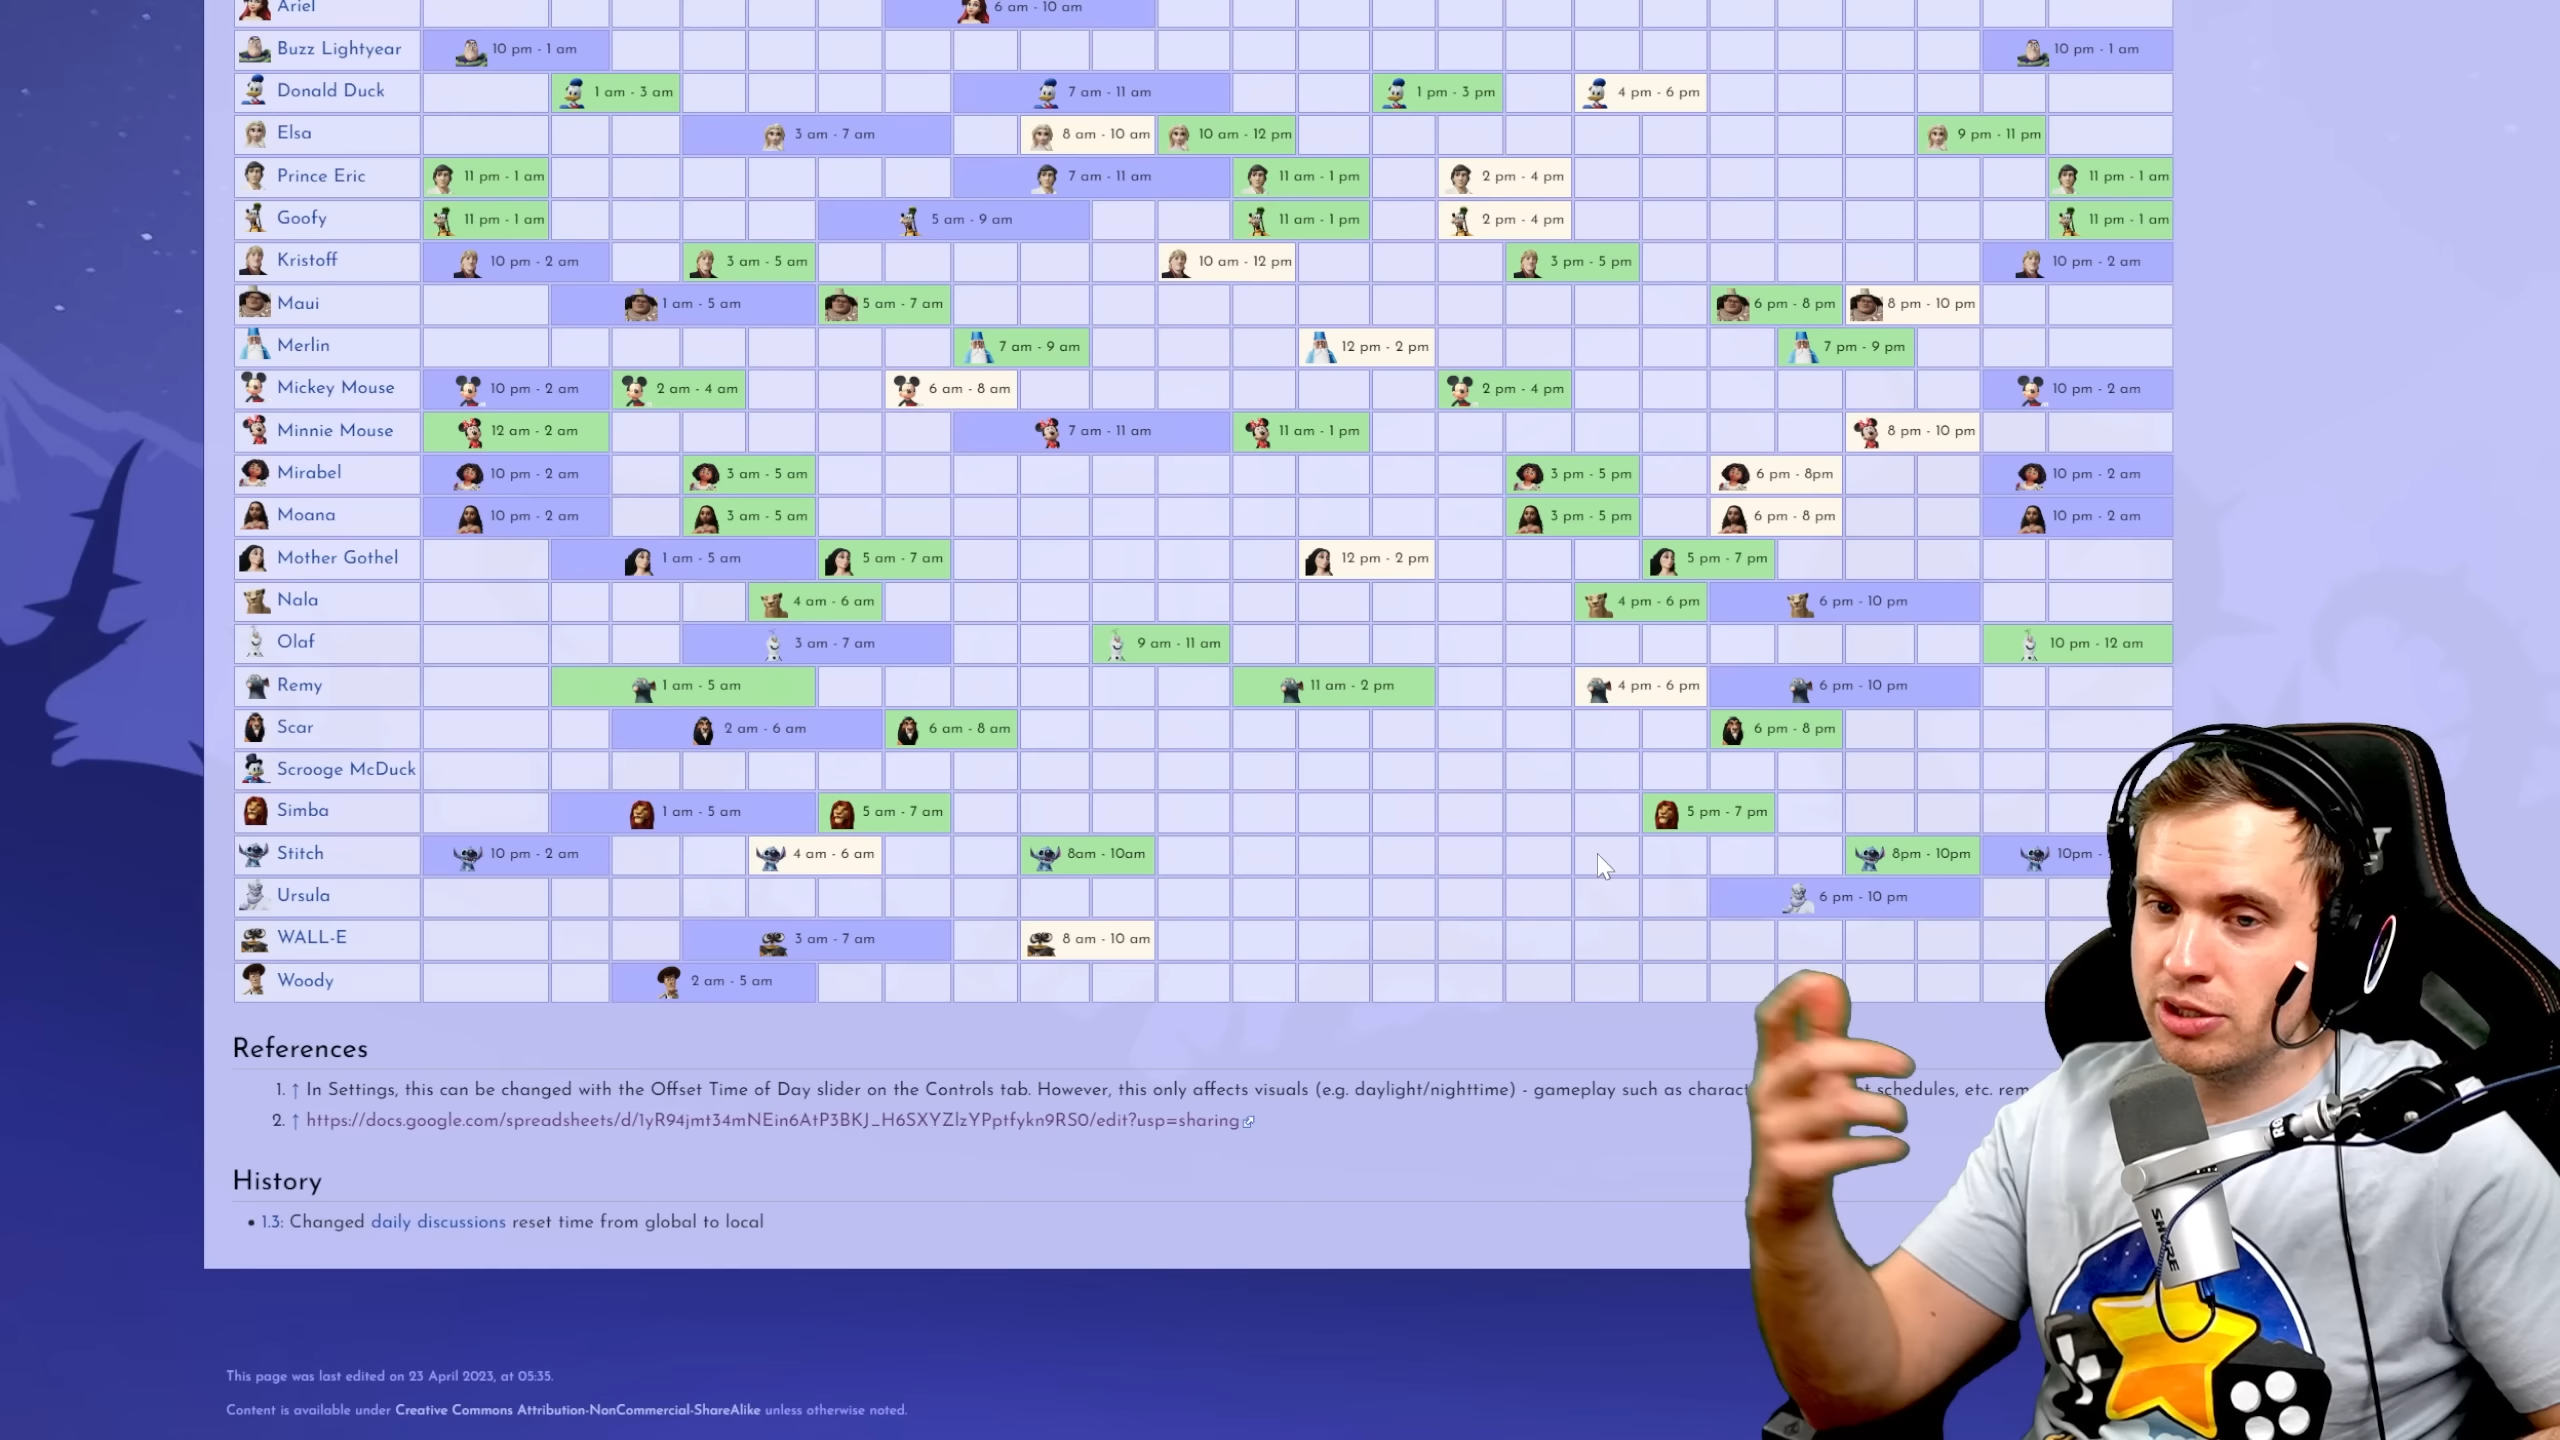 Ariel 6 am - 10 am
Buzz Lightyear 10 pm - 1 am 10 pm - 1 am
Donald Duck 1 am - 3 am 7 am - 11 am 1 pm - 3 pm 4 pm - 6 pm
Elsa 3 am - 7 am 8 am - 10 am 10 am - 12 pm 9 pm - 11 pm
Prince Eric 11 pm - 1 am 7 am - 11 am 11 am - 1 pm 2 pm - 4 pm 11 pm - 1 am
Goofy 11 pm - 1 am 5 am - 9 am 11 am - 1 pm 2 pm - 4 pm 11 pm - 1 am
Kristoff 10 pm - 2 am 3 am - 5 am 10 am - 12 pm 3 pm - 5 pm 10 pm - 2 am
Maui 1 am - 5 am 5 am - 7 am 6 pm - 8 pm 8 pm - 10 pm
Merlin 7 am - 9 am 12 pm - 2 pm 7 pm - 9 pm
Mickey Mouse 10 pm - 2 am 2 am - 4 am 6 am - 8 am 2 pm - 4 pm 10 pm - 2 am
Minnie Mouse 12 am - 2 am 7 am - 11 am 11 am - 1 pm 8 pm - 10 pm
Mirabel 10 pm - 2 am 3 am - 5 am 3 pm - 5 pm 6 pm - 8pm 10 pm - 2 am
Moana 10 pm - 2 am 3 am - 5 am 3 pm - 5 pm 6 pm - 8 pm 10 pm - 2 am
Mother Gothel 1 am - 5 am 5 am - 7 am 12 pm - 2 pm 5 pm - 7 pm
Nala 4 am - 6 am 4 pm - 6 pm 6 pm - 10 pm
Olaf 3 am - 7 am 9 am - 11 am 10 pm - 12 am
Remy 1 am - 5 am 11 am - 2 pm 4 pm - 6 pm 6 pm - 10 pm
Scar 2 am - 6 am 6 am - 8 am 6 pm - 8 pm
Scrooge McDuck
Simba 1 am - 5 am 5 am - 7 am 5 pm - 7 pm
Stitch 10 pm - 2 am 4 am - 6 am 8am - 10am 8pm - 10pm 10pm -
Ursula 6 pm - 10 pm
WALL-E 3 am - 7 am 8 am - 10 am
Woody 2 am - 5 am
References
1. ↑ In Settings, this can be changed with the Offset Time of Day slider on the Controls tab. However, this only affects visuals (e.g. daylight/nighttime) - gameplay such as charact schedules, etc. rem
2. ↑ https://docs.google.com/spreadsheets/d/1yR94jmt34mNEin6AtP3BKJ_H6SXYZlzYPptfykn9RS0/edit?usp=sharing
History
• 1.3: Changed daily discussions reset time from global to local
This page was last edited on 23 April 2023, at 05:35.
Content is available under Creative Commons Attribution-NonCommercial-ShareAlike unless otherwise noted.
SHURE